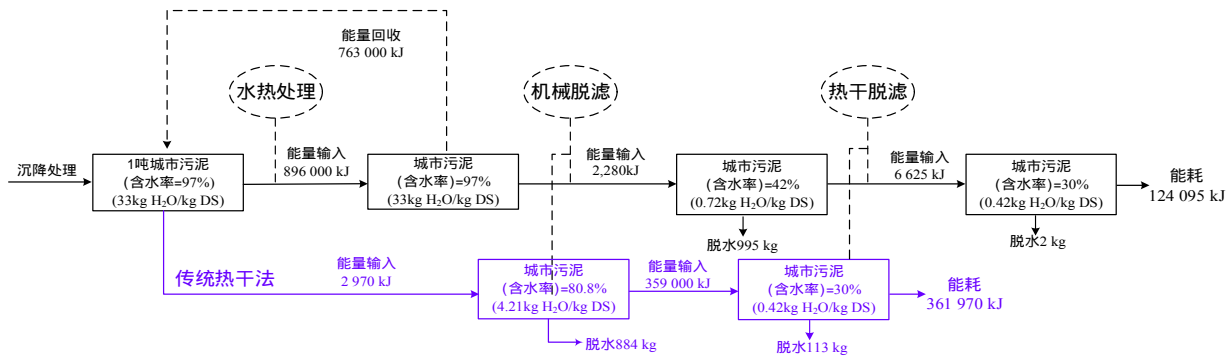 能量回收
763 000 kJ
水热处理
机械脱滤
热干脱滤
沉降处理
1吨城市污泥
(含水率=97%)
(33kg H₂O/kg DS)
能量输入
896 000 kJ
城市污泥
(含水率)=97%
(33kg H₂O/kg DS)
能量输入
2,280kJ
城市污泥
(含水率)=42%
(0.72kg H₂O/kg DS)
能量输入
6 625 kJ
城市污泥
(含水率)=30%
(0.42kg H₂O/kg DS)
能耗
124 095 kJ
脱水995 kg
脱水2 kg
传统热干法
能量输入
2 970 kJ
城市污泥
(含水率)=80.8%
(4.21kg H₂O/kg DS)
能量输入
359 000 kJ
城市污泥
(含水率)=30%
(0.42kg H₂O/kg DS)
能耗
361 970 kJ
脱水884 kg
脱水113 kg